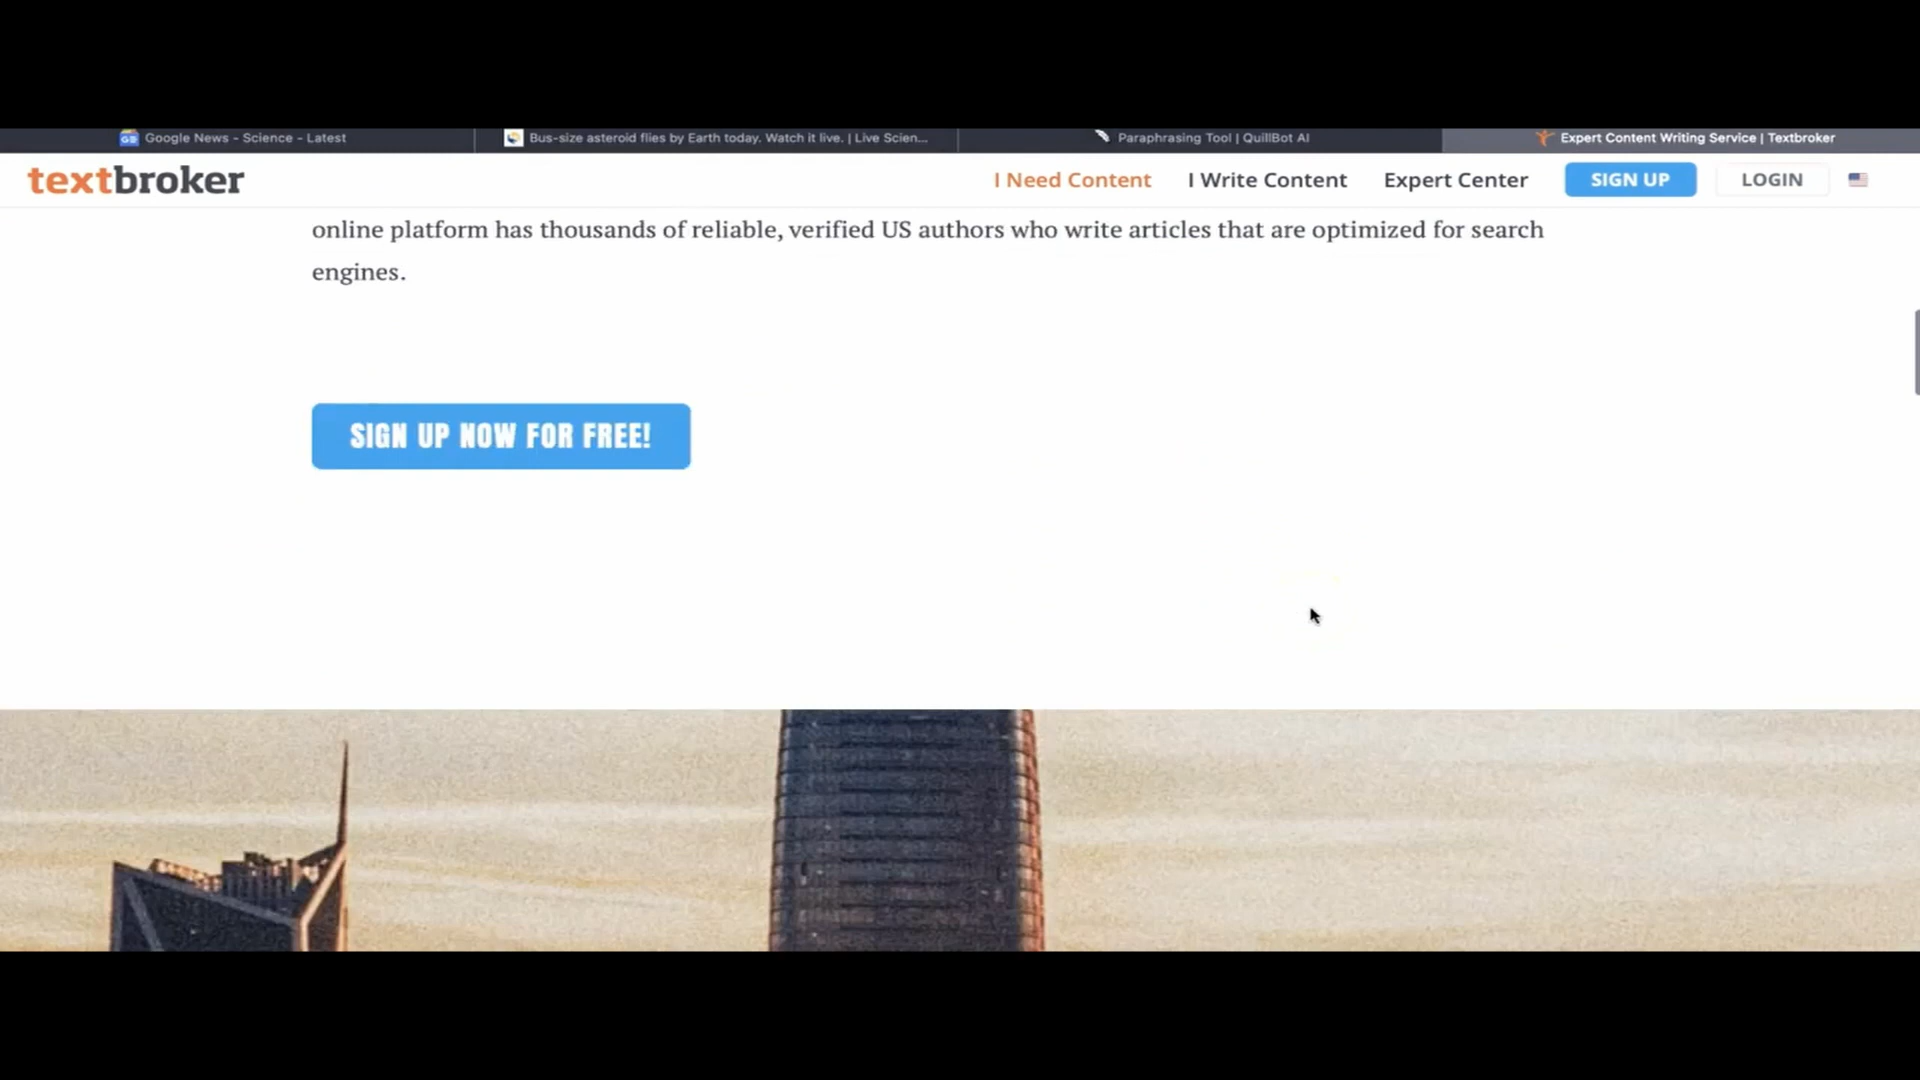 Google News - Science - Latest
Bus-size asteroid flies by Earth today. Watch it live. | Live Scien...
Paraphrasing Tool | QuillBot AI
Expert Content Writing Service | Textbroker
textbroker
I Need Content
I Write Content
Expert Center
SIGN UP
LOGIN
online platform has thousands of reliable, verified US authors who write articles that are optimized for search
engines.
SIGN UP NOW FOR FREE!